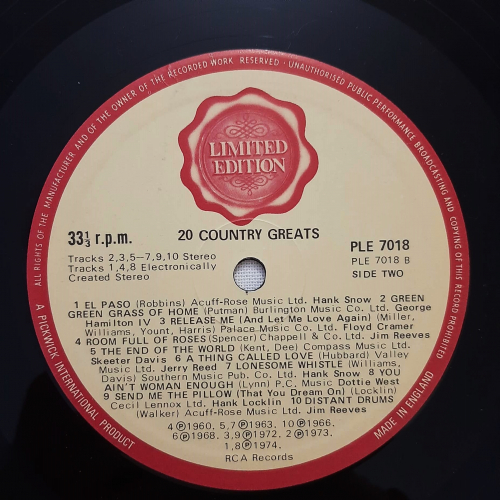 ALL RIGHTS OF THE MANUFACTURER AND OF THE OWNER OF THE RECORDED WORK RESERVED · UNAUTHORISED PUBLIC PERFORMANCE BROADCASTING AND COPYING OF THIS RECORD PROHIBITED
LIMITED
EDITION
33⅓ r.p.m.
20 COUNTRY GREATS
PLE 7018
Tracks 2,3,5-7,9,10 Stereo
Tracks 1,4,8 Electronically
Created Stereo
PLE 7018 B
SIDE TWO
1 EL PASO (Robbins) Acuff-Rose Music Ltd. Hank Snow 2 GREEN
GREEN GRASS OF HOME (Putman) Burlington Music Co. Ltd. George
Hamilton IV 3 RELEASE ME (And Let Me Love Again) (Miller,
Williams, Yount, Harris) Palace Music Co. Ltd. Floyd Cramer
4 ROOM FULL OF ROSES (Spencer) Chappell & Co. Ltd. Jim Reeves
5 THE END OF THE WORLD (Kent, Dee) Compass Music Ltd.
Skeeter Davis 6 A THING CALLED LOVE (Hubbard) Valley
Music Ltd. Jerry Reed 7 LONESOME WHISTLE (Williams,
Davis) Southern Music Pub. Co. Ltd. Hank Snow 8 YOU
AIN'T WOMAN ENOUGH (Lynn) P.C. Music Dottie West
9 SEND ME THE PILLOW (That You Dream On) (Locklin)
Cecil Lennox Ltd. Hank Locklin 10 DISTANT DRUMS
(Walker) Acuff-Rose Music Ltd. Jim Reeves
4 ℗ 1960. 5,7 ℗ 1963. 10 ℗ 1966.
6 ℗ 1968. 3,9 ℗ 1972. 2 ℗ 1973.
1,8 ℗ 1974.
RCA Records
A PICKWICK INTERNATIONAL PRODUCT
MADE IN ENGLAND